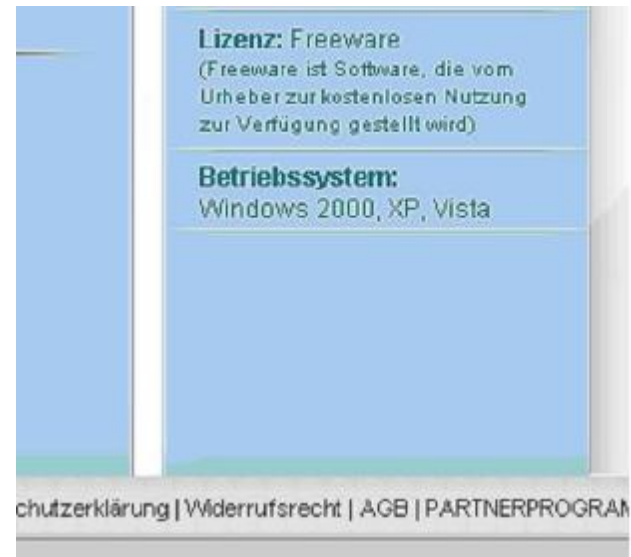 Lizenz: Freeware
(Freeware ist Software, die vom
Urheber zur kostenlosen Nutzung
zur Verfügung gestellt wird)
Betriebssystem:
Windows 2000, XP, Vista
chutzerklärung | Widerrufsrecht | AGB | PARTNERPROGRAM